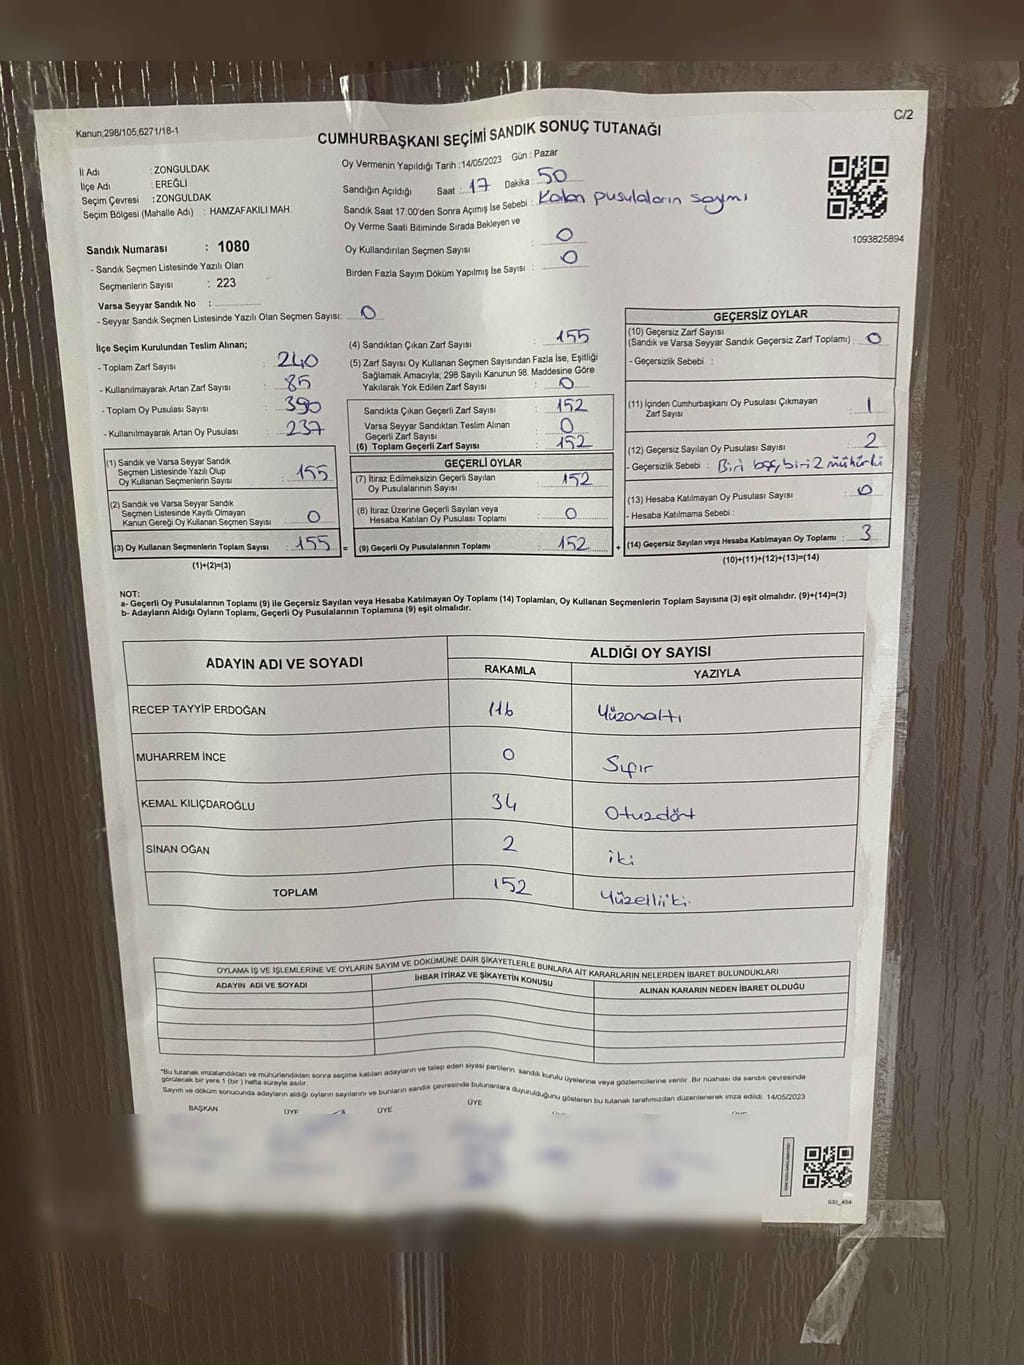 Kanun;298/105,6271/18-1
C/2
CUMHURBAŞKANI SEÇİMİ SANDIK SONUÇ TUTANAĞI
İl Adı : ZONGULDAK
İlçe Adı : EREĞLİ
Seçim Çevresi : ZONGULDAK
Seçim Bölgesi (Mahalle Adı) : HAMZAFAKILI MAH.
Oy Vermenin Yapıldığı Tarih : 14/05/2023 Gün : Pazar
Sandığın Açıldığı Saat : 17 Dakika : 50
Sandık Saat 17:00'den Sonra Açımış İse Sebebi : Kalan pusulaların sayımı
Oy Verme Saati Bitiminde Sırada Bekleyen ve
Oy Kullandırılan Seçmen Sayısı : 0
Birden Fazla Sayım Döküm Yapılmış İse Sayısı : 0
1093825894
Sandık Numarası : 1080
- Sandık Seçmen Listesinde Yazılı Olan
Seçmenlerin Sayısı : 223
Varsa Seyyar Sandık No :
- Seyyar Sandık Seçmen Listesinde Yazılı Olan Seçmen Sayısı: 0
İlçe Seçim Kurulundan Teslim Alınan;
- Toplam Zarf Sayısı : 240
- Kullanılmayarak Artan Zarf Sayısı : 85
- Toplam Oy Pusulası Sayısı : 390
- Kullanılmayarak Artan Oy Pusulası : 237
(1) Sandık ve Varsa Seyyar Sandık
Seçmen Listesinde Yazılı Olup
Oy Kullanan Seçmenlerin Sayısı : 155
(2) Sandık ve Varsa Seyyar Sandık
Seçmen Listesinde Kayıtlı Olmayan
Kanun Gereği Oy Kullanan Seçmen Sayısı : 0
(3) Oy Kullanan Seçmenlerin Toplam Sayısı : 155 =
(1)+(2)=(3)
(4) Sandıktan Çıkan Zarf Sayısı : 155
(5) Zarf Sayısı Oy Kullanan Seçmen Sayısından Fazla İse, Eşitliği
Sağlamak Amacıyla; 298 Sayılı Kanunun 98. Maddesine Göre
Yakılarak Yok Edilen Zarf Sayısı : 0
Sandıkta Çıkan Geçerli Zarf Sayısı : 152
Varsa Seyyar Sandıktan Teslim Alınan
Geçerli Zarf Sayısı : 0
(6) Toplam Geçerli Zarf Sayısı : 152
GEÇERLİ OYLAR
(7) İtiraz Edilmeksizin Geçerli Sayılan
Oy Pusulalarının Sayısı : 152
(8) İtiraz Üzerine Geçerli Sayılan veya
Hesaba Katılan Oy Pusulası Toplamı : 0
(9) Geçerli Oy Pusulalarının Toplamı : 152 +
GEÇERSİZ OYLAR
(10) Geçersiz Zarf Sayısı
(Sandık ve Varsa Seyyar Sandık Geçersiz Zarf Toplamı) : 0
- Geçersizlik Sebebi :
(11) İçinden Cumhurbaşkanı Oy Pusulası Çıkmayan
Zarf Sayısı : 1
(12) Geçersiz Sayılan Oy Pusulası Sayısı : 2
- Geçersizlik Sebebi : Biri boş, biri 2 mühürlü
(13) Hesaba Katılmayan Oy Pusulası Sayısı : 0
- Hesaba Katılmama Sebebi :
(14) Geçersiz Sayılan veya Hesaba Katılmayan Oy Toplamı : 3
(10)+(11)+(12)+(13)=(14)
NOT:
a- Geçerli Oy Pusulalarının Toplamı (9) ile Geçersiz Sayılan veya Hesaba Katılmayan Oy Toplamı (14) Toplamları, Oy Kullanan Seçmenlerin Toplam Sayısına (3) eşit olmalıdır. (9)+(14)=(3)
b- Adayların Aldığı Oyların Toplamı, Geçerli Oy Pusulalarının Toplamına (9) eşit olmalıdır.
ADAYIN ADI VE SOYADI
ALDIĞI OY SAYISI
RAKAMLA YAZIYLA
RECEP TAYYİP ERDOĞAN 116 Yüzonaltı
MUHARREM İNCE 0 Sıfır
KEMAL KILIÇDAROĞLU 34 Otuzdört
SİNAN OĞAN 2 iki
TOPLAM 152 Yüzelliiki
OYLAMA İŞ VE İŞLEMLERİNE VE OYLARIN SAYIM VE DÖKÜMÜNE DAİR ŞİKAYETLERLE BUNLARA AİT KARARLARIN NELERDEN İBARET BULUNDUKLARI
ADAYIN ADI VE SOYADI İHBAR İTİRAZ VE ŞİKAYETİN KONUSU ALINAN KARARIN NEDEN İBARET OLDUĞU
"Bu tutanak imzalandıktan ve mühürlendikten sonra seçime katılan adayların ve talep eden siyasi partilerin sandık kurulu üyelerine veya gözlemcilerine verilir. Bir nüshası da sandık çevresinde
görülecek bir yere 1 (bir) hafta süreyle asılır.
Sayım ve döküm sonucunda adayların aldığı oyların sayılarını ve bunların sandık çevresinde bulunanlara duyurulduğunu gösteren bu tutanak tarafımızdan düzenlenerek imza edildi. 14/05/2023
BAŞKAN ÜYE ÜYE ÜYE
SSI_494